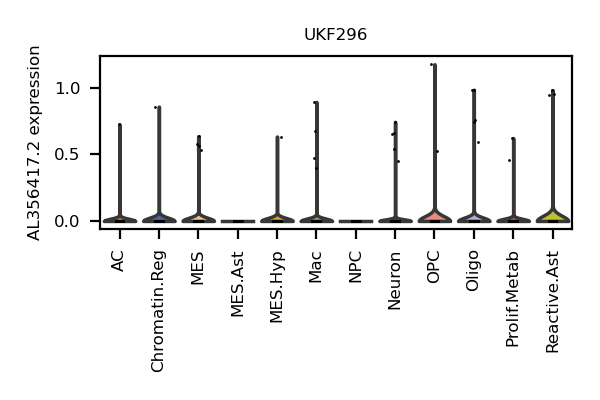 UKF296
AL356417.2 expression
1.0
0.5
0.0
AC
Chromatin.Reg
MES
MES.Ast
MES.Hyp
Mac
NPC
Neuron
OPC
Oligo
Prolif.Metab
Reactive.Ast